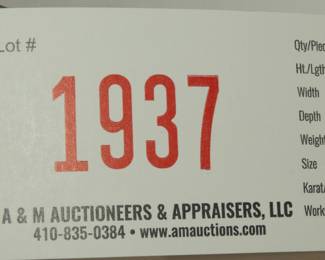 Lot #
1937
A & M AUCTIONEERS & APPRAISERS, LLC
410-835-0384 • www.amauctions.com
Qty/Piec
Ht./Lgth
Width
Depth
Weight
Size
Karat/
Work